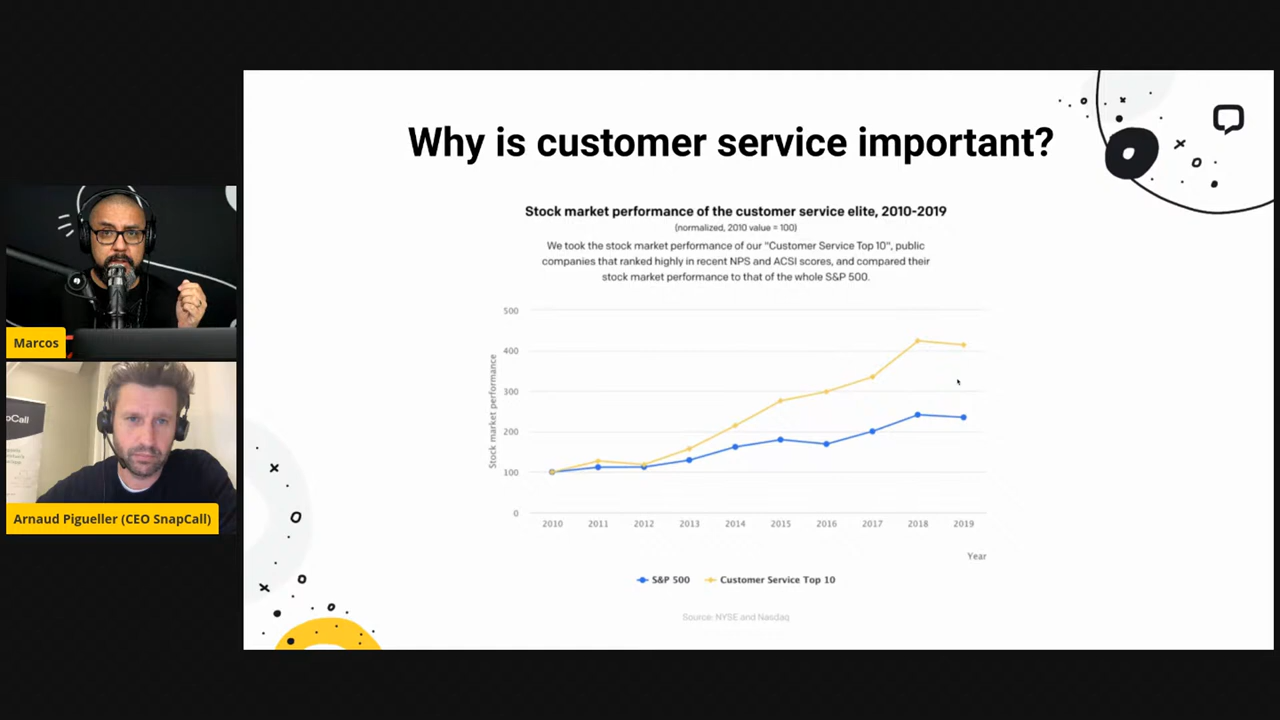 Why is customer service important?
Stock market performance of the customer service elite, 2010-2019
(normalized, 2010 value = 100)
We took the stock market performance of our "Customer Service Top 10", public
companies that ranked highly in recent NPS and ACSI scores, and compared their
stock market performance to that of the whole S&P 500.
Stock market performance
500
400
300
200
100
0
2010 2011 2012 2013 2014 2015 2016 2017 2018 2019
Year
S&P 500 Customer Service Top 10
Source: NYSE and Nasdaq
Marcos
Call
Arnaud Pigueller (CEO SnapCall)